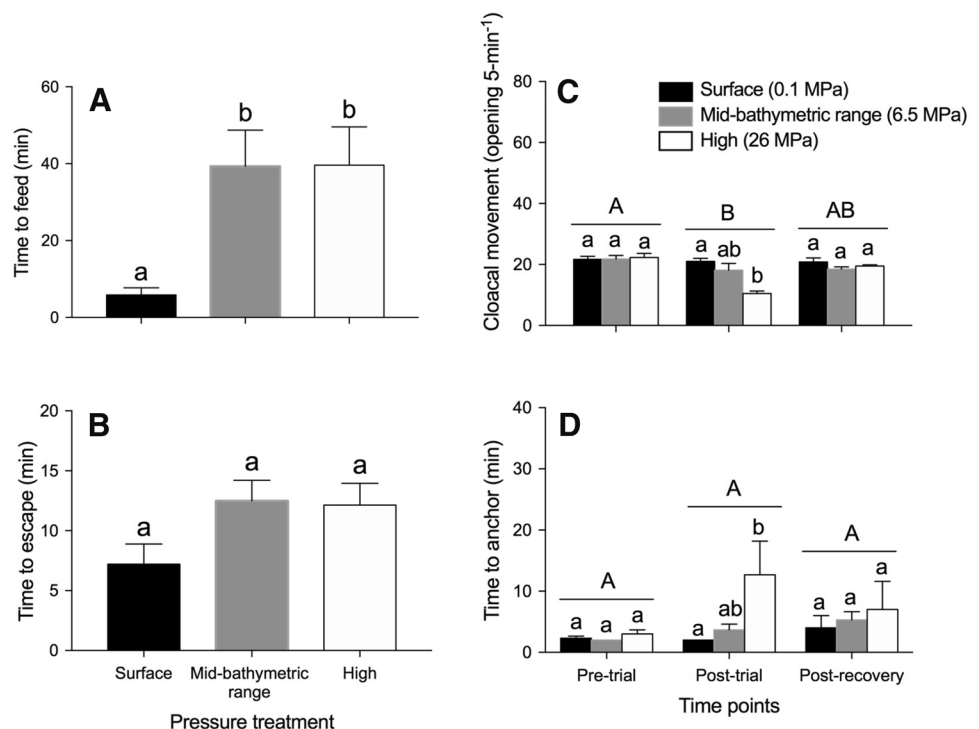 A
Time to feed (min)
60
40
20
0
a
b
b
B
Time to escape (min)
20
15
10
5
0
a
a
a
Surface
Mid-bathymetric
range
High
Pressure treatment
C
Cloacal movement (opening 5-min⁻¹)
80
60
40
20
0
Surface (0.1 MPa)
Mid-bathymetric range (6.5 MPa)
High (26 MPa)
A
B
AB
a a a
a ab b
a a a
D
Time to anchor (min)
40
30
20
10
0
A
A
A
a a a
a ab b
a a a
Pre-trial
Post-trial
Post-recovery
Time points